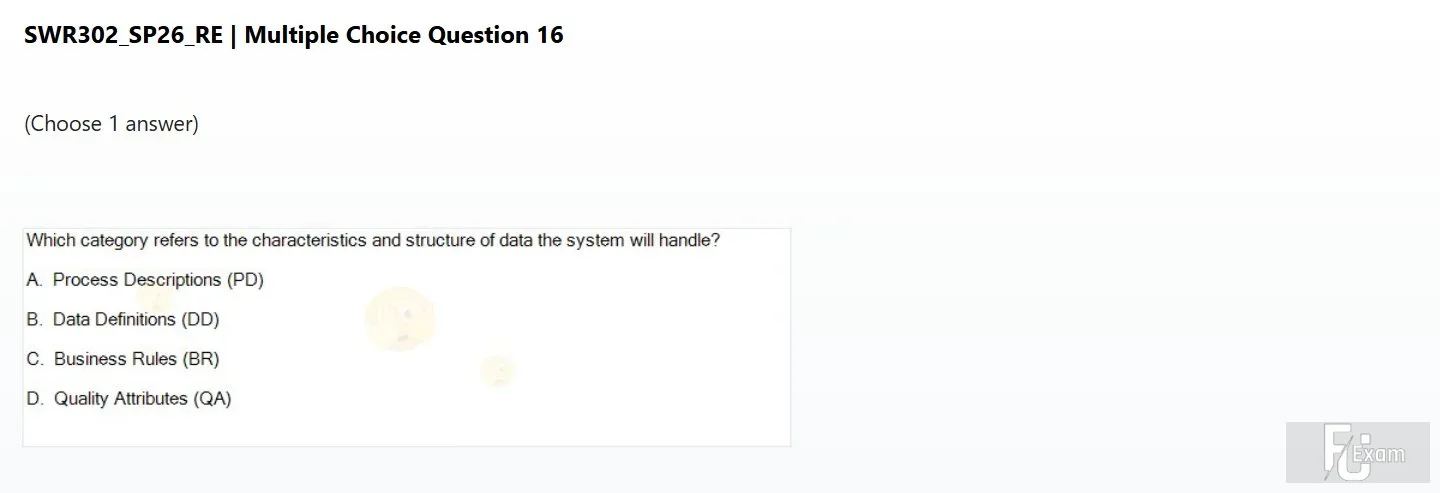 SWR302_SP26_RE | Multiple Choice Question 16
(Choose 1 answer)
Which category refers to the characteristics and structure of data the system will handle?
A. Process Descriptions (PD)
B. Data Definitions (DD)
C. Business Rules (BR)
D. Quality Attributes (QA)
FU Exam